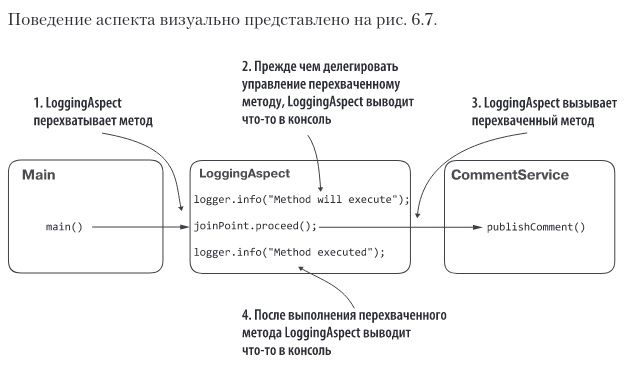 Поведение аспекта визуально представлено на рис. 6.7.
2. Прежде чем делегировать
управление перехваченному
методу, LoggingAspect выводит
что-то в консоль
1. LoggingAspect
перехватывает метод
3. LoggingAspect вызывает
перехваченный метод
Main
main()
LoggingAspect
logger.info("Method will execute");
joinPoint.proceed();
logger.info("Method executed");
CommentService
publishComment()
4. После выполнения перехваченного
метода LoggingAspect выводит
что-то в консоль